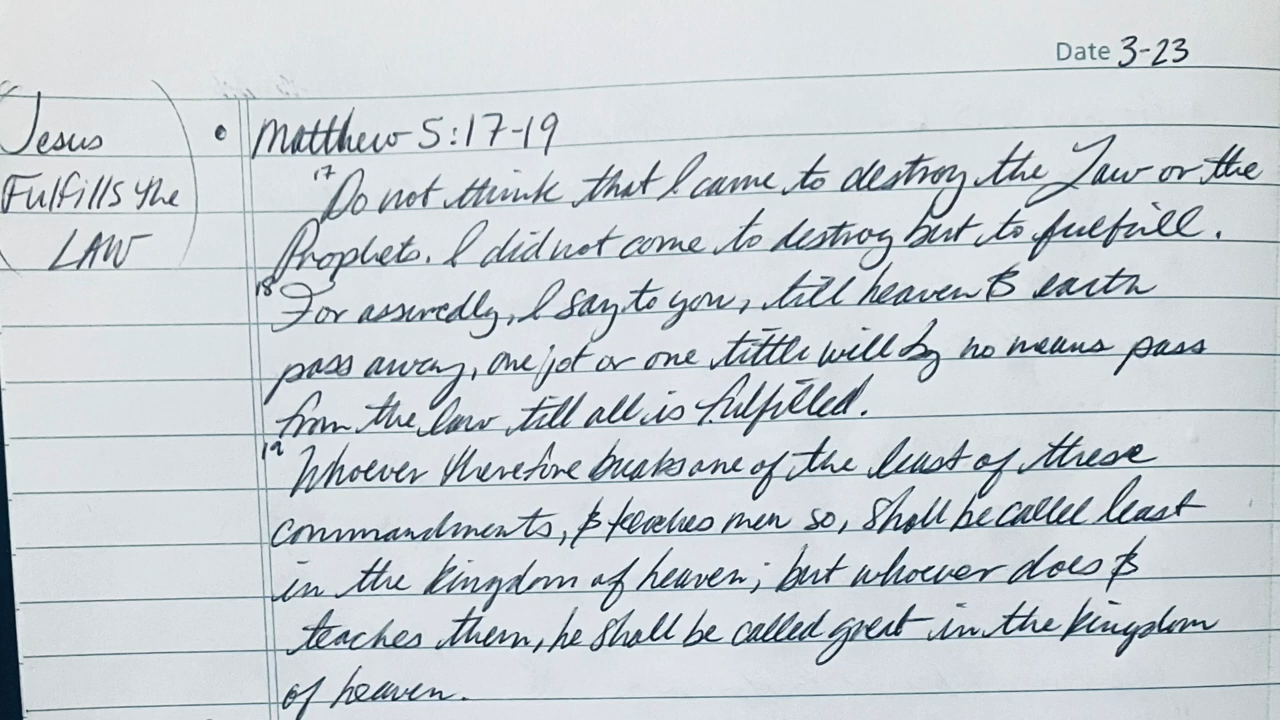 Date 3-23
Jesus
Fulfills the
LAW
• Matthew 5:17-19
17 Do not think that I came to destroy the Law or the
Prophets. I did not come to destroy but to fulfill.
18 For assuredly, I say to you, till heaven & earth
pass away, one jot or one tittle will by no means pass
from the law till all is fulfilled.
19 Whoever therefore breaks one of the least of these
commandments, & teaches men so, shall be called least
in the kingdom of heaven; but whoever does &
teaches them, he shall be called great in the kingdom
of heaven.